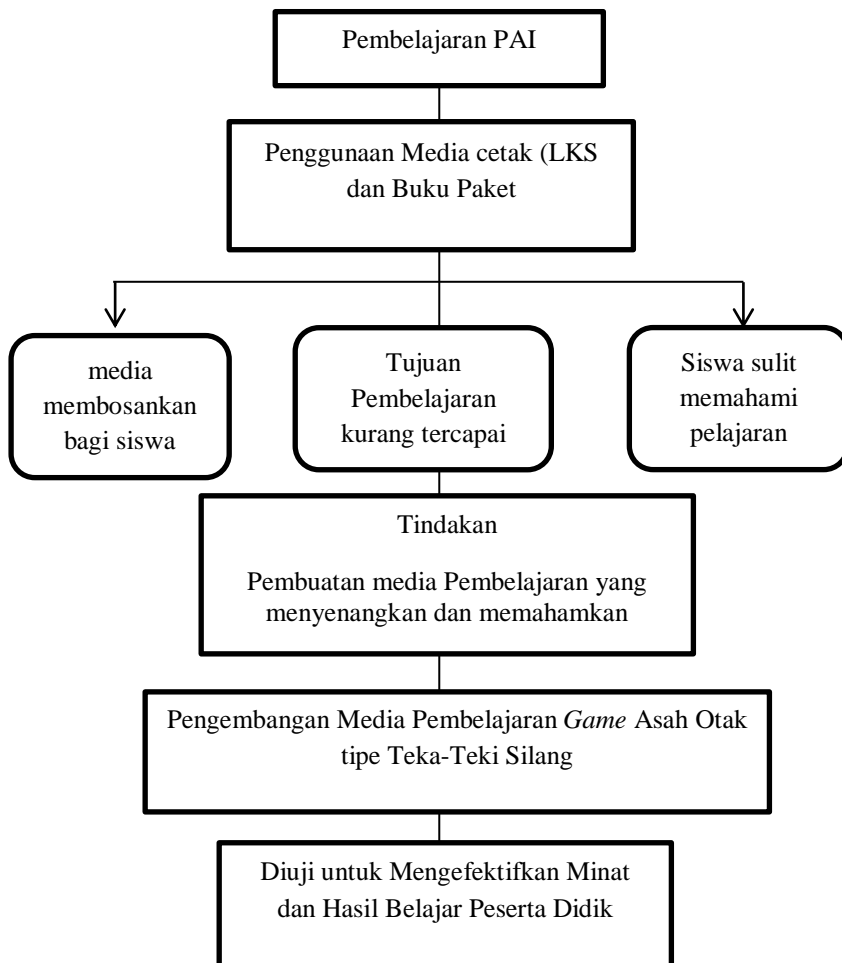 Pembelajaran PAI
Penggunaan Media cetak (LKS
dan Buku Paket
media
membosankan
bagi siswa
Tujuan
Pembelajaran
kurang tercapai
Siswa sulit
memahami
pelajaran
Tindakan
Pembuatan media Pembelajaran yang
menyenangkan dan memahamkan
Pengembangan Media Pembelajaran Game Asah Otak
tipe Teka-Teki Silang
Diuji untuk Mengefektifkan Minat
dan Hasil Belajar Peserta Didik